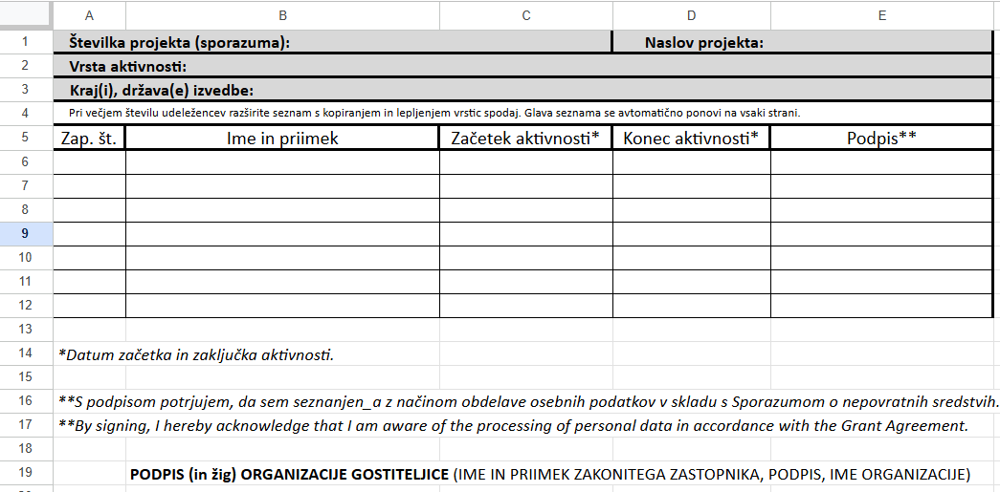 A B C D E
1 Številka projekta (sporazuma): Naslov projekta:
2 Vrsta aktivnosti:
3 Kraj(i), država(e) izvedbe:
4 Pri večjem številu udeležencev razširite seznam s kopiranjem in lepljenjem vrstic spodaj. Glava seznama se avtomatično ponovi na vsaki strani.
5 Zap. št. Ime in priimek Začetek aktivnosti* Konec aktivnosti* Podpis**
6
7
8
9
10
11
12
13
14 *Datum začetka in zaključka aktivnosti.
15
16 **S podpisom potrjujem, da sem seznanjen_a z načinom obdelave osebnih podatkov v skladu s Sporazumom o nepovratnih sredstvih.
17 **By signing, I hereby acknowledge that I am aware of the processing of personal data in accordance with the Grant Agreement.
18
19 PODPIS (in žig) ORGANIZACIJE GOSTITELJICE (IME IN PRIIMEK ZAKONITEGA ZASTOPNIKA, PODPIS, IME ORGANIZACIJE)